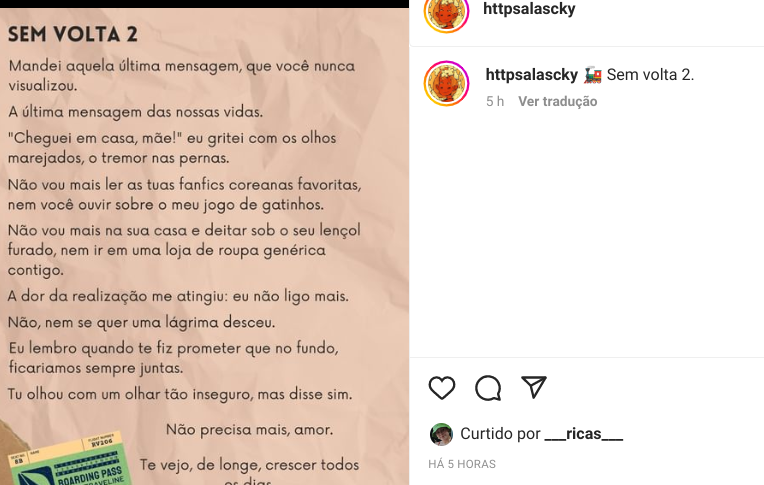 SEM VOLTA 2
Mandei aquela última mensagem, que você nunca
visualizou.
A última mensagem das nossas vidas.
"Cheguei em casa, mãe!" eu gritei com os olhos
marejados, o tremor nas pernas.
Não vou mais ler as tuas fanfics coreanas favoritas,
nem você ouvir sobre o meu jogo de gatinhos.
Não vou mais na sua casa e deitar sob o seu lençol
furado, nem ir em uma loja de roupa genérica
contigo.
A dor da realização me atingiu: eu não ligo mais.
Não, nem se quer uma lágrima desceu.
Eu lembro quando te fiz prometer que no fundo,
ficaríamos sempre juntas.
Tu olhou com um olhar tão inseguro, mas disse sim.
Não precisa mais, amor.
Te vejo, de longe, crescer todos
os dias
BOARDING PASS
httpsalascky
httpsalascky 🚂 Sem volta 2.
5 h Ver tradução
Curtido por ___ricas___
HÁ 5 HORAS